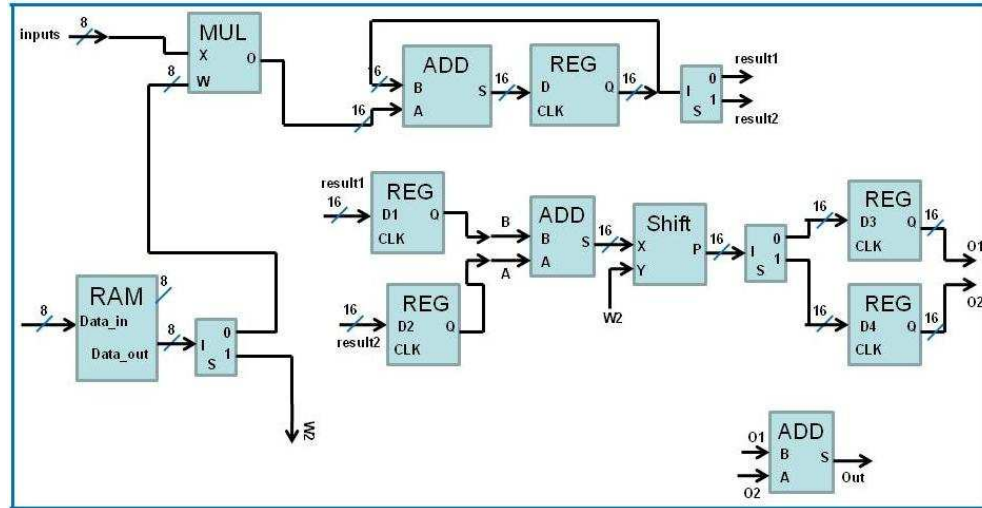 inputs
8
MUL
X
O
8
W
16
ADD
B
S
A
16
16
REG
D
Q
CLK
16
I
0
1
S
result1
result2
result1
16
REG
D1
Q
CLK
B
A
ADD
B
S
A
16
Shift
X
P
Y
W2
16
I
0
1
S
16
REG
D3
Q
CLK
16
O1
O2
16
REG
D4
Q
CLK
16
16
result2
REG
D2
Q
CLK
8
RAM
8
Data_in
Data_out
8
I
0
1
S
W2
O1
O2
ADD
B
S
A
Out